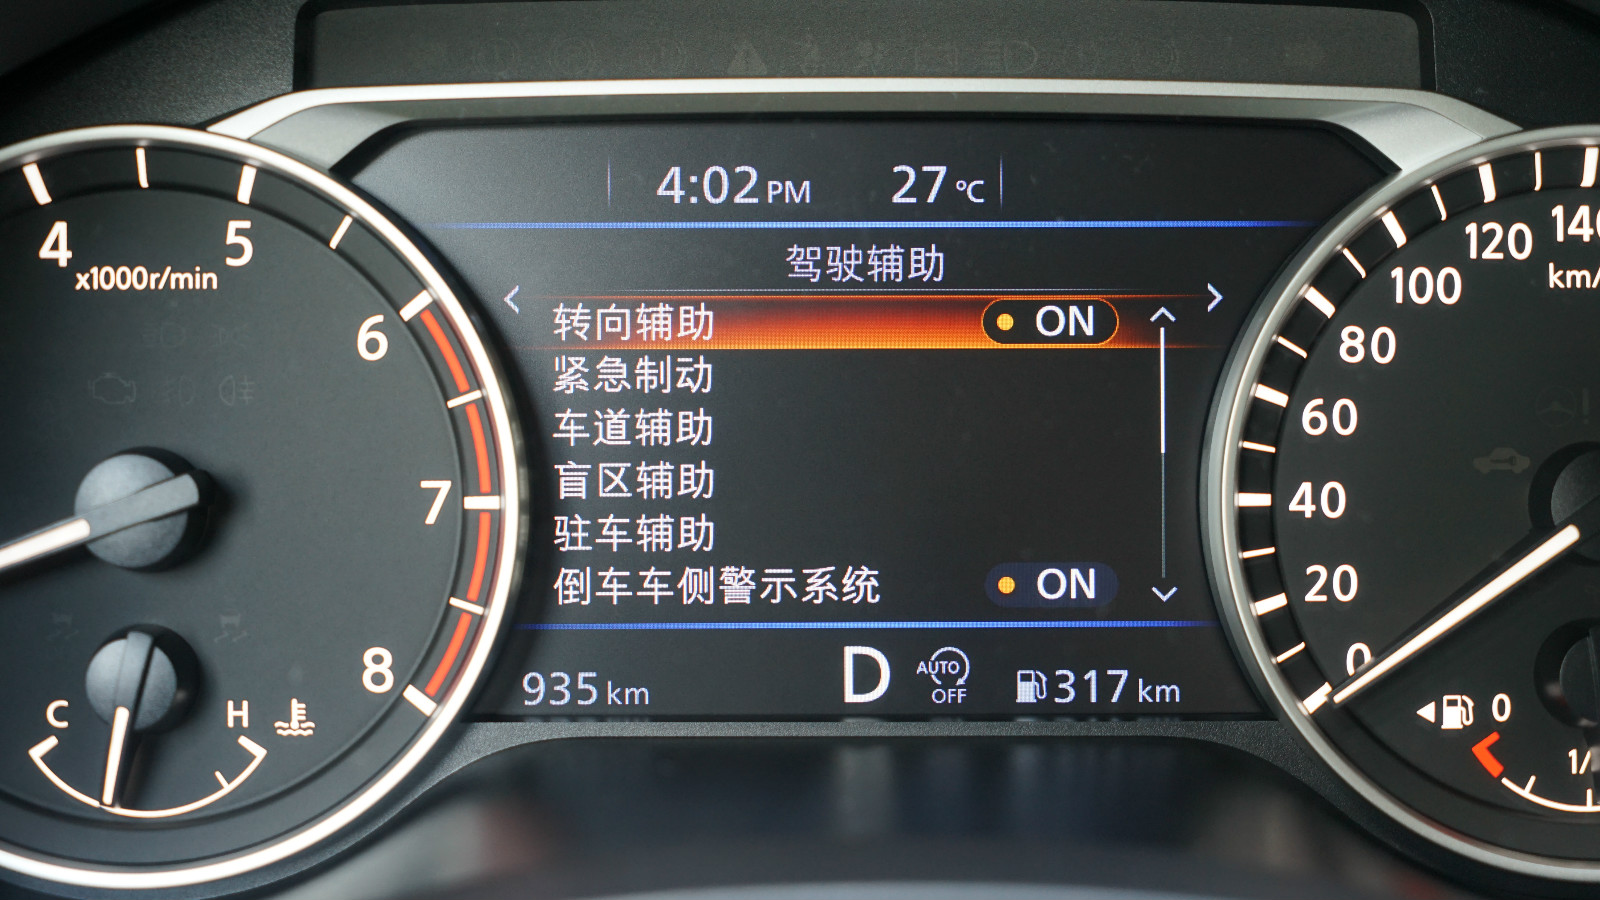 4:02 PM 27 ℃
驾驶辅助
转向辅助 ON
紧急制动
车道辅助
盲区辅助
驻车辅助
倒车车侧警示系统 ON
935 km D AUTO OFF 317 km
4 5 6 7 8
x1000r/min
C H
0 20 40 60 80 100 120 140
km/
0
1/